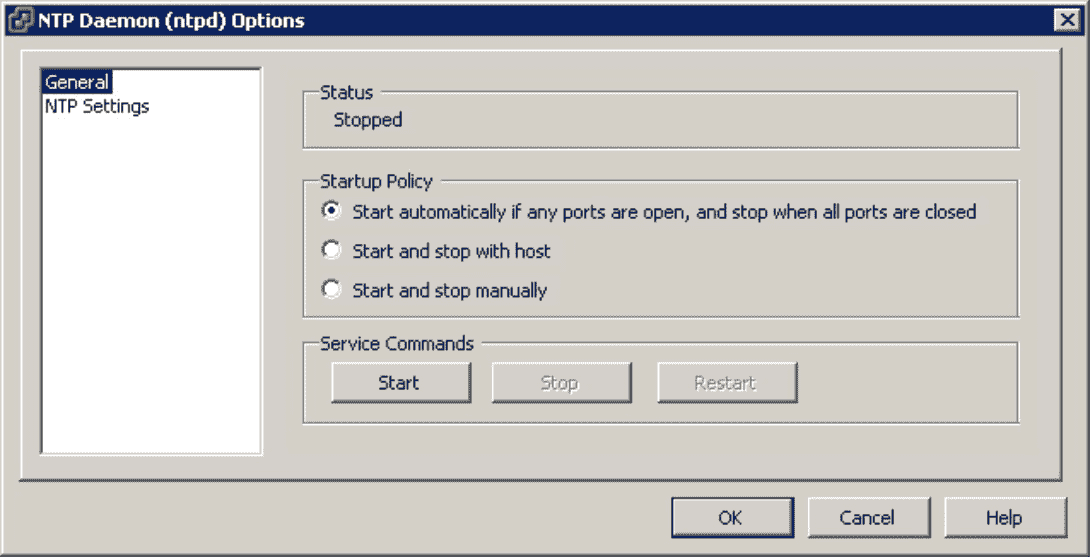 NTP Daemon (ntpd) Options
General
NTP Settings
Status
Stopped
Startup Policy
Start automatically if any ports are open, and stop when all ports are closed
Start and stop with host
Start and stop manually
Service Commands
Start Stop Restart
OK Cancel Help